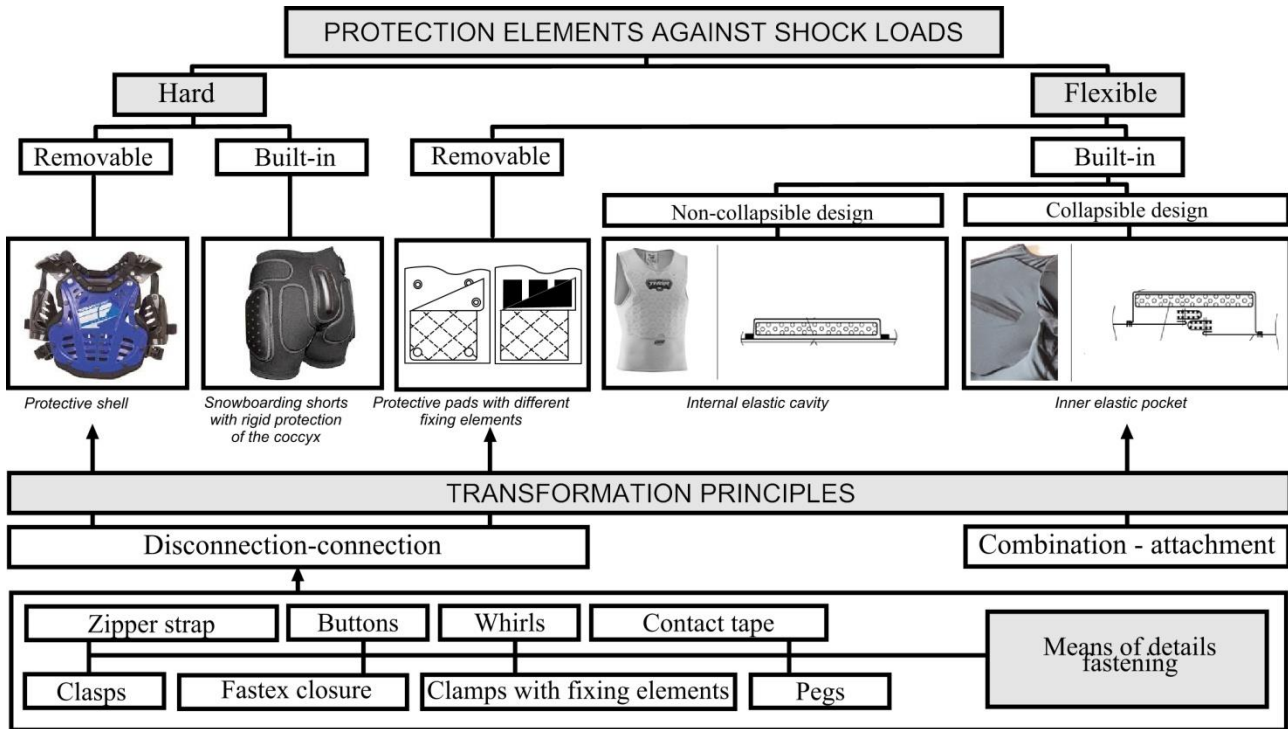 PROTECTION ELEMENTS AGAINST SHOCK LOADS
Hard
Flexible
Removable
Built-in
Removable
Built-in
Non-collapsible design
Collapsible design
Protective shell
Snowboarding shorts
with rigid protection
of the coccyx
Protective pads with different
fixing elements
Internal elastic cavity
Inner elastic pocket
TRANSFORMATION PRINCIPLES
Disconnection-connection
Combination - attachment
Zipper strap
Buttons
Whirls
Contact tape
Means of details
fastening
Clasps
Fastex closure
Clamps with fixing elements
Pegs